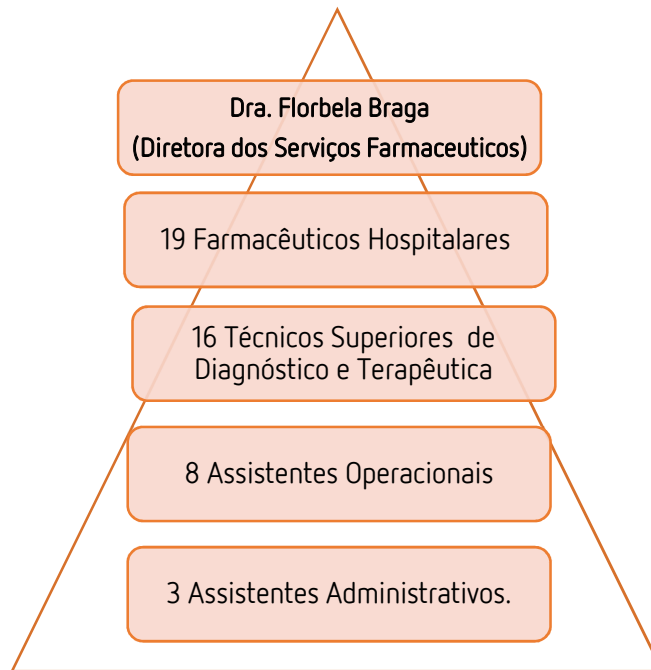 Dra. Florbela Braga
(Diretora dos Serviços Farmaceuticos)
19 Farmacêuticos Hospitalares
16 Técnicos Superiores de
Diagnóstico e Terapêutica
8 Assistentes Operacionais
3 Assistentes Administrativos.